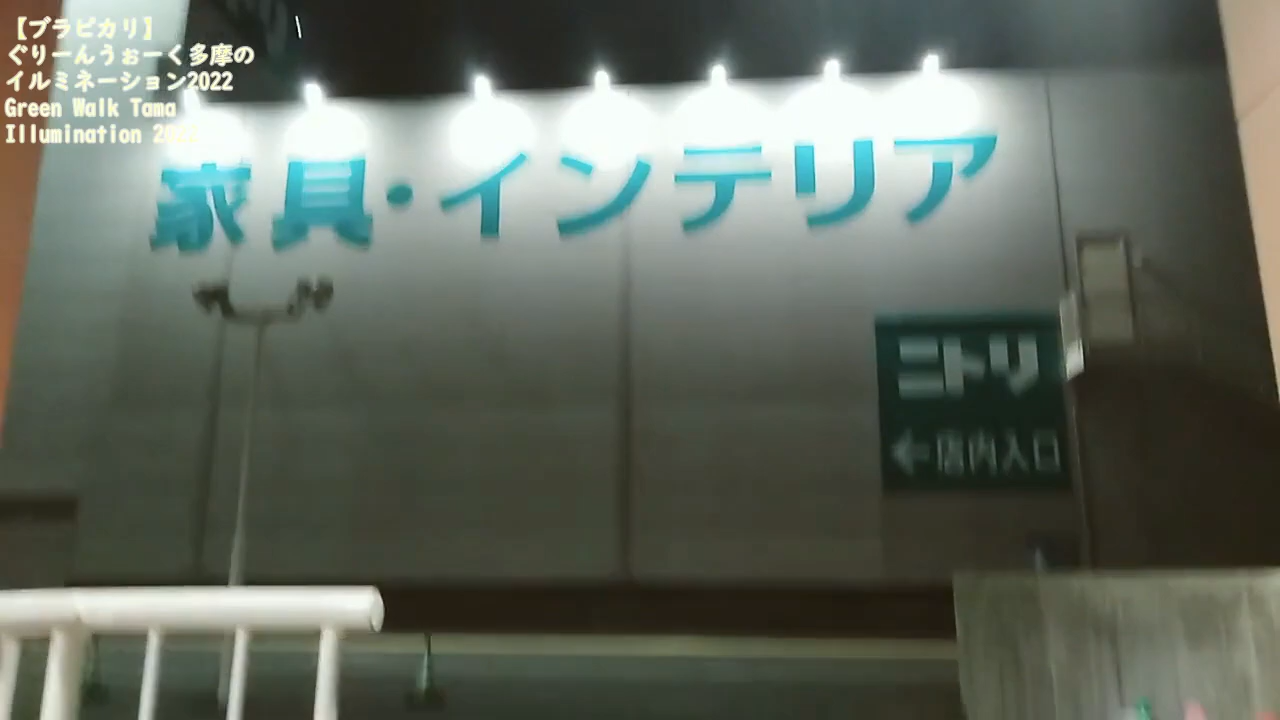 【ブラピカリ】
ぐりーんうぉーく多摩の
イルミネーション2022
Green Walk Tama
Illumination 2022
家具・インテリア
ニトリ
←店内入口